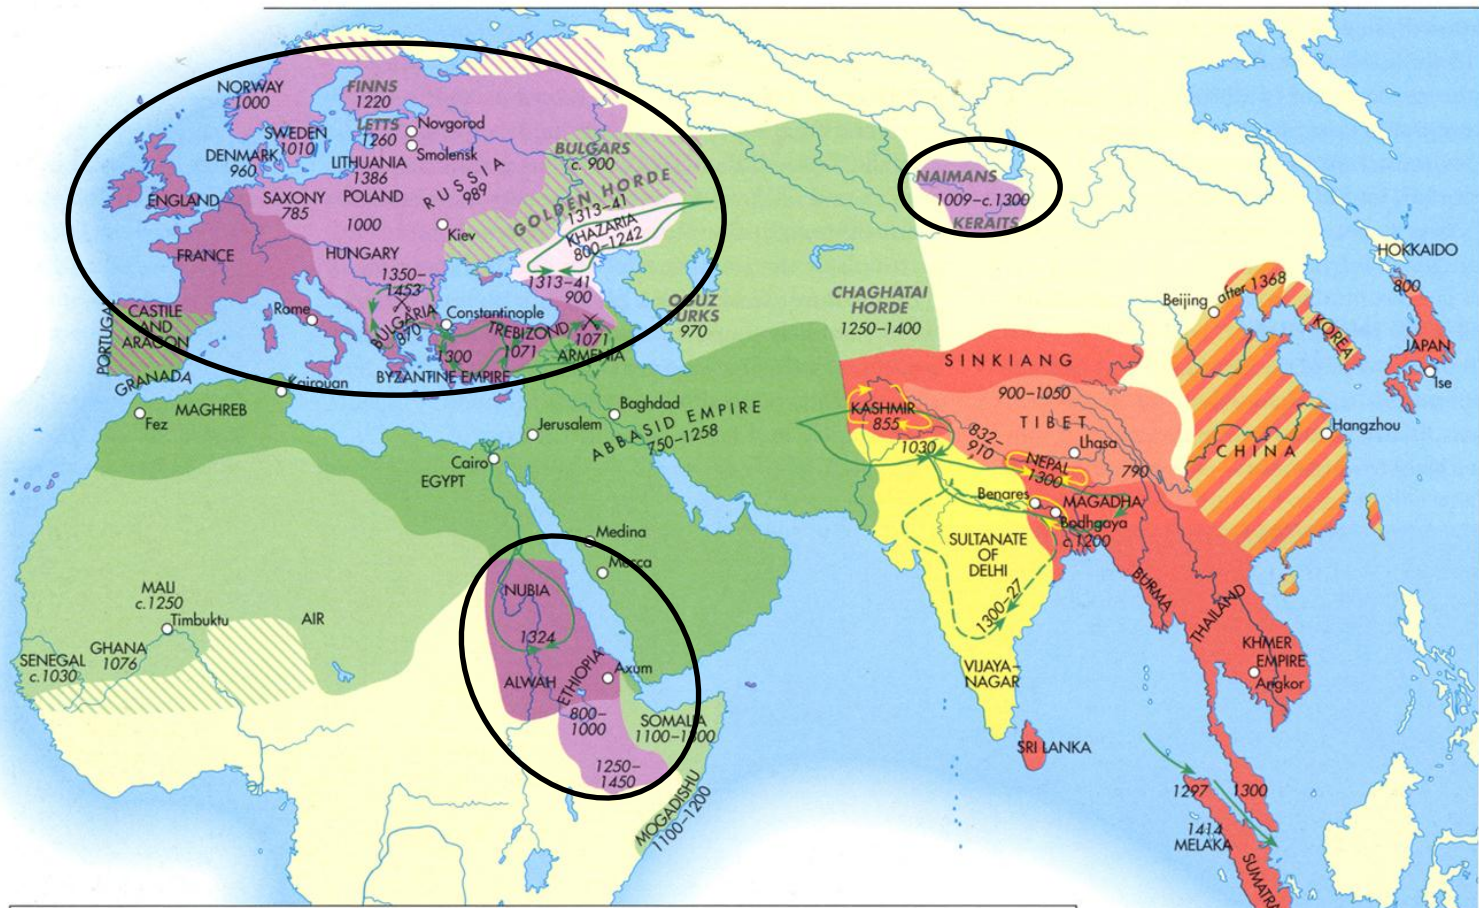 NORWAY
1000
FINNS
1220
SWEDEN
1010
LETTS
1260
Novgorod
Smolensk
DENMARK
960
LITHUANIA
1386
RUSSIA
989
BULGARS
c. 900
ENGLAND
SAXONY
785
POLAND
1000
GOLDEN HORDE
1313–41
KHAZARIA
800–1242
Kiev
FRANCE
HUNGARY
1350–
1453
1313–41
900
PORTUGAL
CASTILE
AND
ARAGON
Rome
BULGARIA
870
Constantinople
TREBIZOND
1071
1071
ARMENIA
1300
BYZANTINE EMPIRE
GRANADA
OGUZ
TURKS
970
CHAGHATAI
HORDE
1250–1400
NAIMANS
1009–c.1300
KERAITS
HOKKAIDO
800
Beijing
after 1368
KOREA
JAPAN
Ise
Kairouan
MAGHREB
Fez
Baghdad
Jerusalem
ABBASID EMPIRE
750–1258
Cairo
EGYPT
SINKIANG
900–1050
KASHMIR
855
TIBET
832–
910
Lhasa
1030
NEPAL
1300
790
CHINA
Hangzhou
Benares
MAGADHA
Bodhgaya
c.1200
Medina
Mecca
SULTANATE
OF
DELHI
1300–27
BURMA
THAILAND
KHMER
EMPIRE
Angkor
VIJAYA–
NAGAR
SRI LANKA
MALI
c.1250
Timbuktu
AIR
GHANA
1076
SENEGAL
c.1030
NUBIA
1324
ALWAH
ETHIOPIA
Axum
800–
1000
SOMALIA
1100–1300
1250–
1450
MOGADISHU
1100–1200
1297
1300
1414
MELAKA
SUMATRA